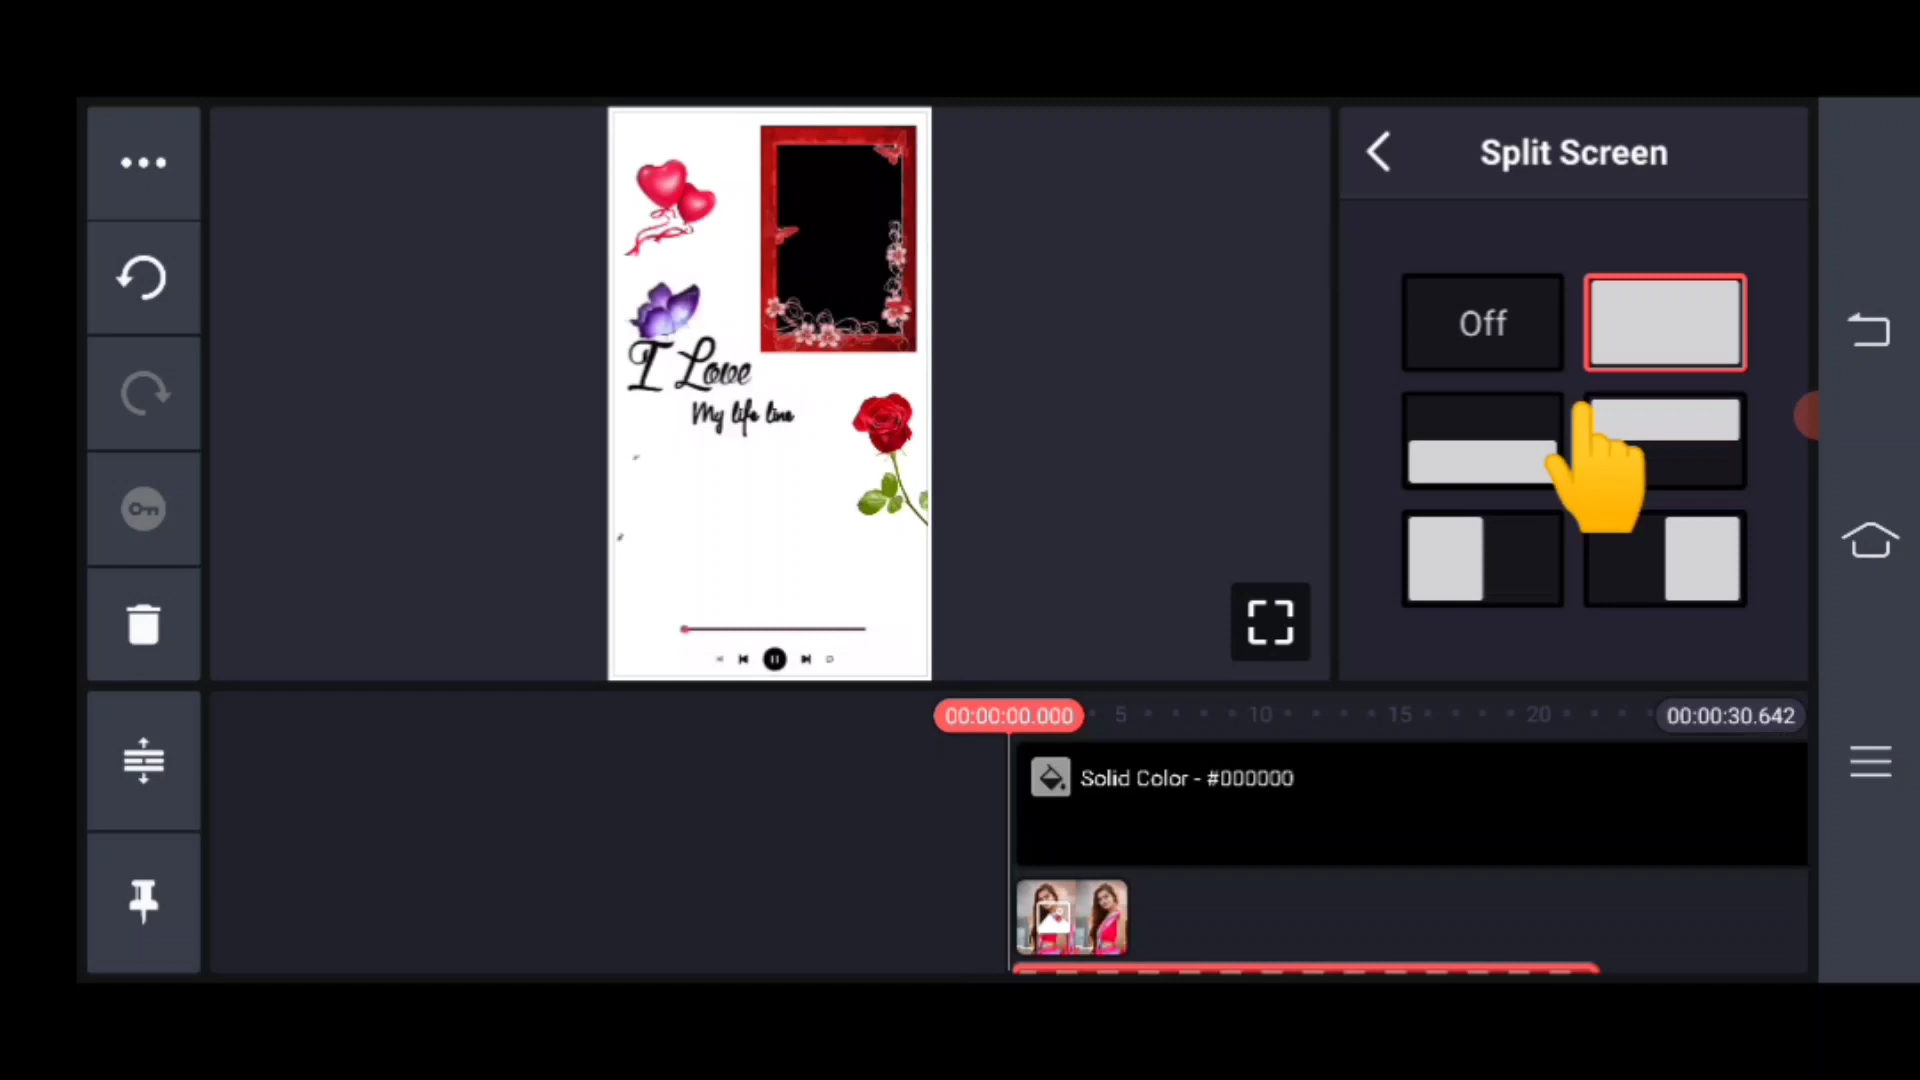 Split Screen
Off
I Love
My life line
00:00:00.000
5
10
15
20
00:00:30.642
Solid Color - #000000